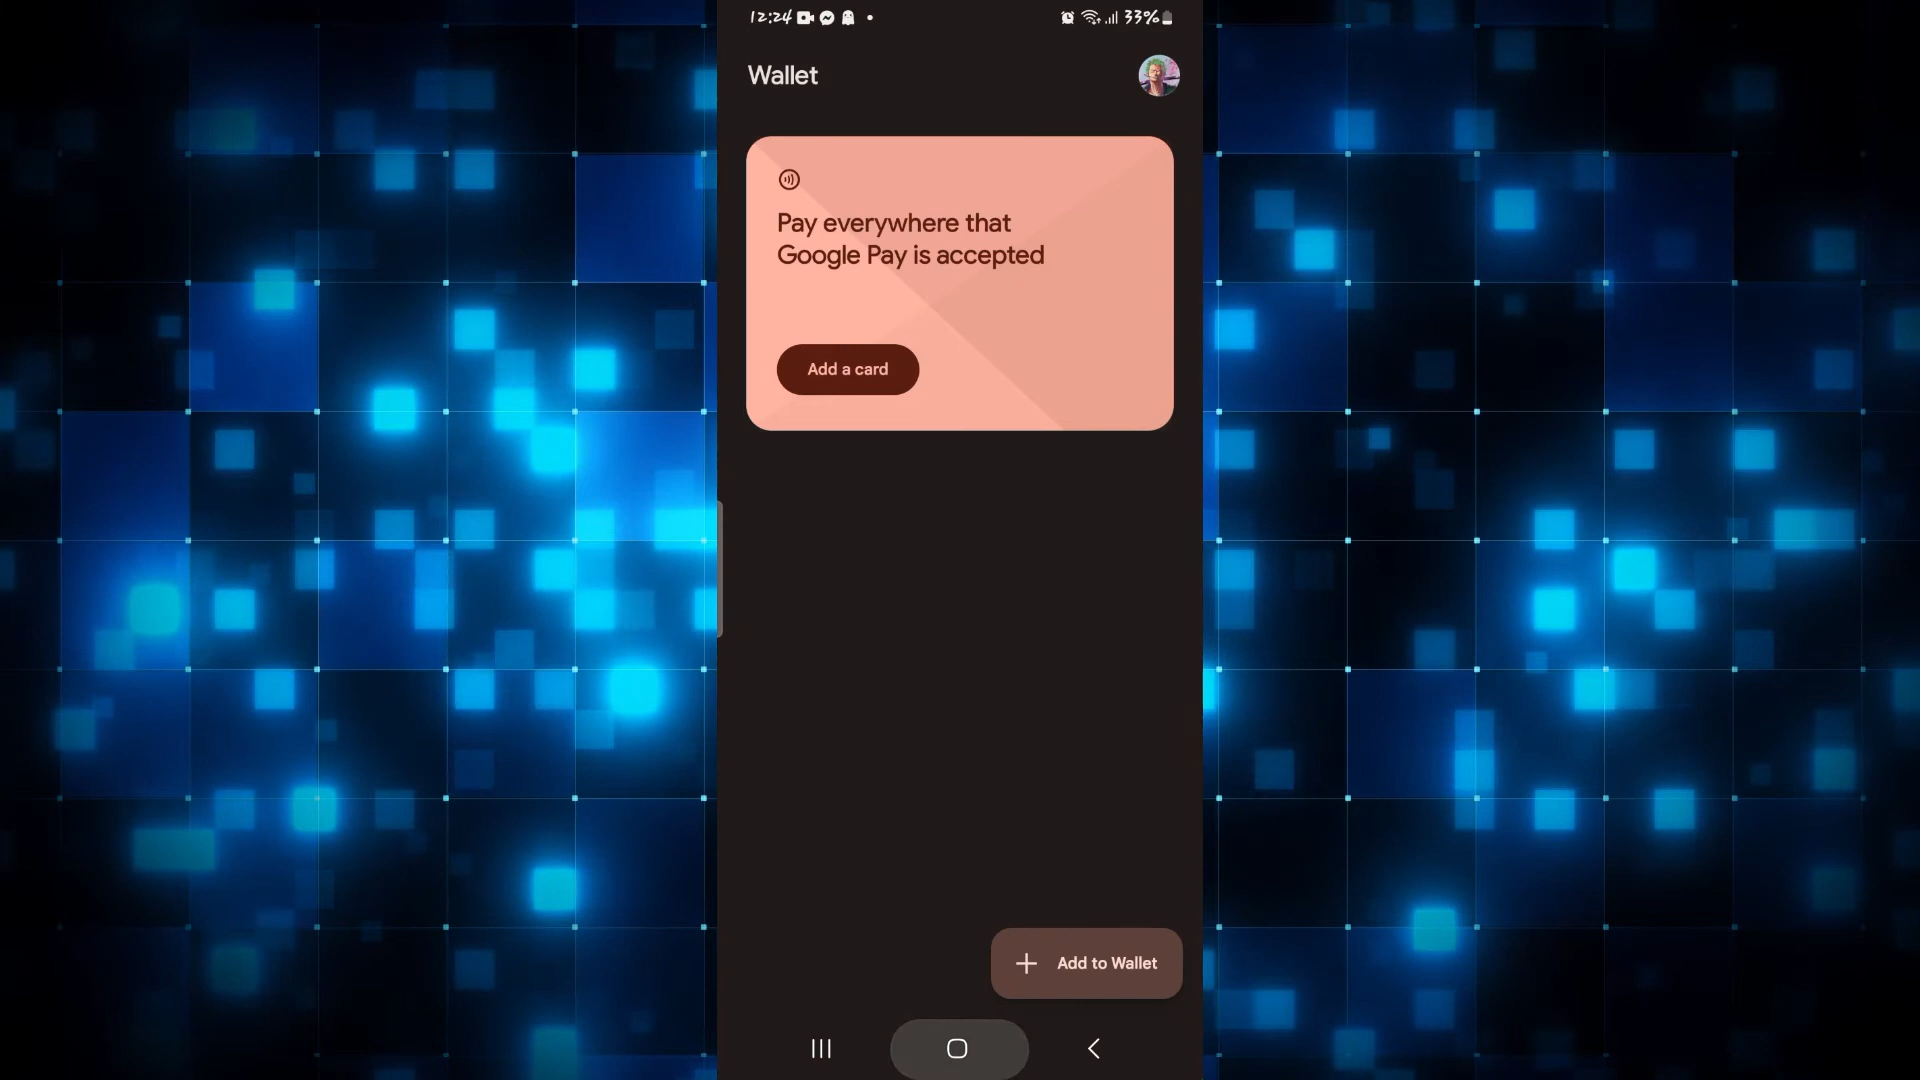 12:24
33%
Wallet
Pay everywhere that
Google Pay is accepted
Add a card
Add to Wallet